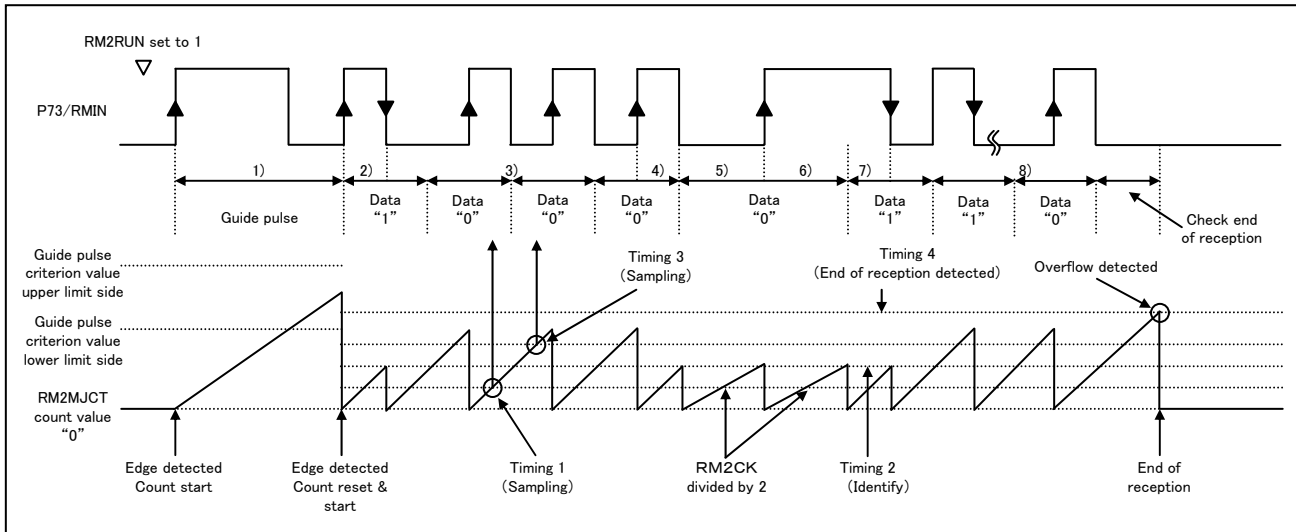 RM2RUN set to 1
P73/RMIN
1)
2)
3)
4)
5)
6)
7)
8)
Guide pulse
Data
“1”
Data
“0”
Data
“0”
Data
“0”
Data
“0”
Data
“1”
Data
“1”
Data
“0”
Check end
of reception
Guide pulse
criterion value
upper limit side
Timing 3
(Sampling)
Timing 4
(End of reception detected)
Overflow detected
Guide pulse
criterion value
lower limit side
RM2MJCT
count value
“0”
Edge detected
Count start
Edge detected
Count reset &
start
Timing 1
(Sampling)
RM2CK
divided by 2
Timing 2
(Identify)
End of
reception